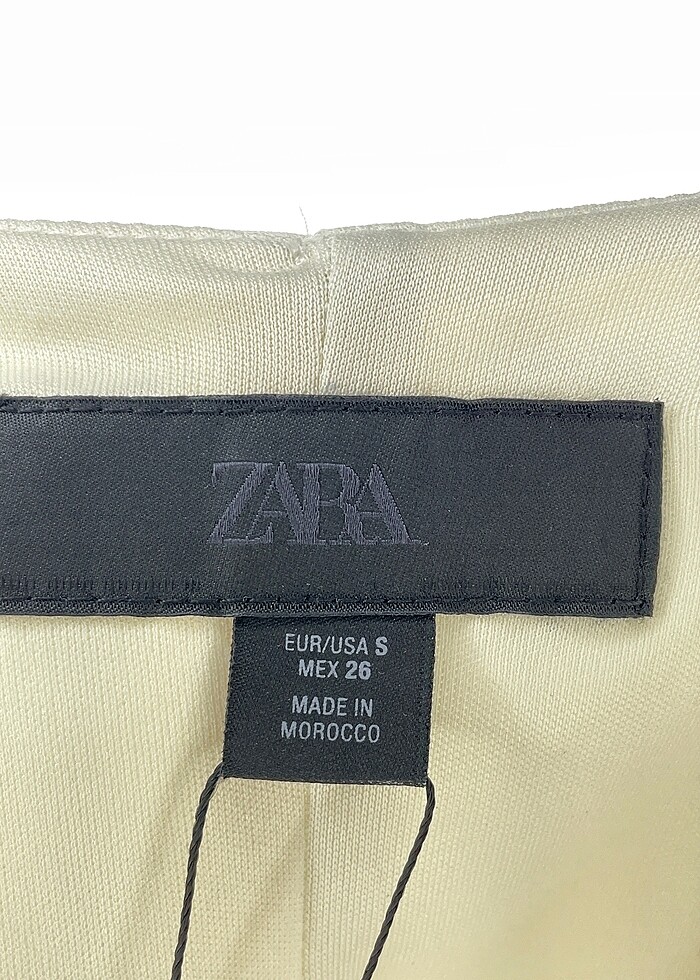 ZARA
EUR/USA S
MEX 26
MADE IN
MOROCCO